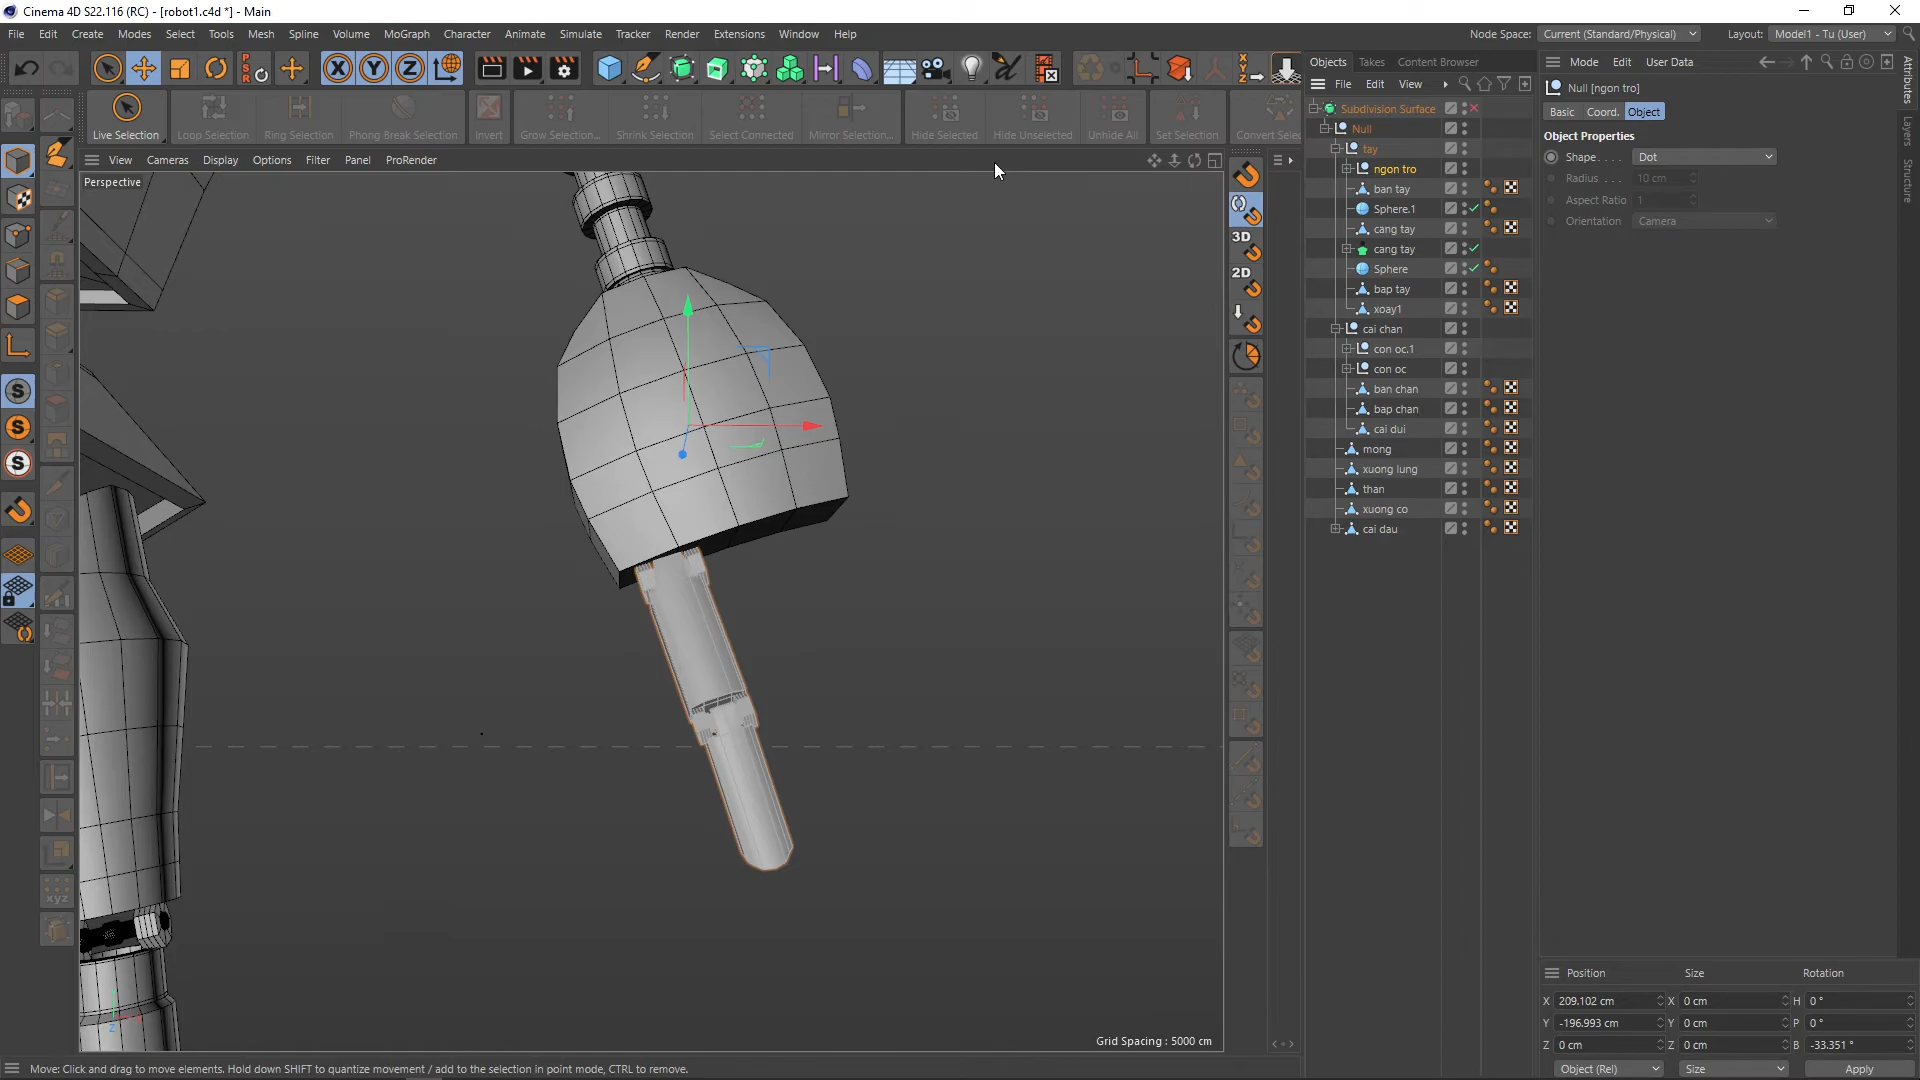 Cinema 4D S22.116 (RC) - [robot1.c4d *] - Main
File Edit Create Modes Select Tools Mesh Spline Volume MoGraph Character Animate Simulate Tracker Render Extensions Window Help
Node Space: Current (Standard/Physical) Layout: Model1 - Tu (User)
Live Selection
Loop Selection
Ring Selection
Phong Break Selection
Invert
Grow Selection...
Shrink Selection
Select Connected
Mirror Selection...
Hide Selected
Hide Unselected
Unhide All
Set Selection
Convert Selec
View Cameras Display Options Filter Panel ProRender
Perspective
Grid Spacing : 5000 cm
PSR
3D
2D
xyz
Objects Takes Content Browser
File Edit View
Subdivision Surface
Null
tay
ngon tro
ban tay
Sphere.1
cang tay
cang tay
Sphere
bap tay
xoay1
cai chan
con oc.1
con oc
ban chan
bap chan
cai dui
mong
xuong lung
than
xuong co
cai dau
Mode Edit User Data
Null [ngon tro]
Basic Coord. Object
Object Properties
Shape . . . . Dot
Radius . . . 10 cm
Aspect Ratio 1
Orientation Camera
Attributes
Layers
Structure
Position Size Rotation
X 209.102 cm X 0 cm H 0 °
Y -196.993 cm Y 0 cm P 0 °
Z 0 cm Z 0 cm B -33.351 °
Object (Rel) Size Apply
Move: Click and drag to move elements. Hold down SHIFT to quantize movement / add to the selection in point mode, CTRL to remove.